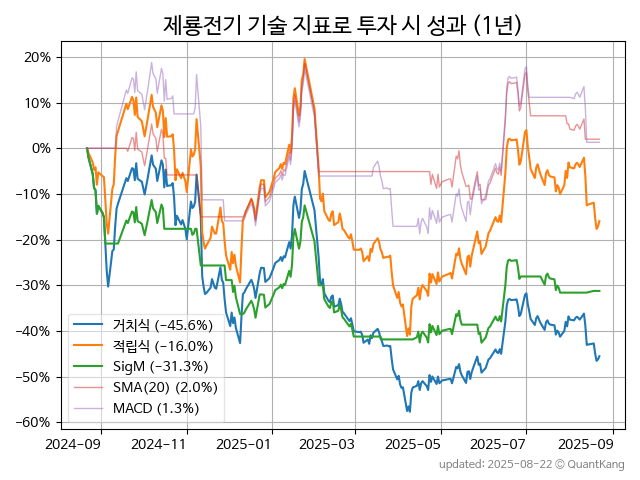 제룡전기 기술 지표로 투자 시 성과 (1년)
20%
10%
0%
−10%
−20%
−30%
−40%
−50%
−60%
거치식 (−45.6%)
적립식 (−16.0%)
SigM (−31.3%)
SMA(20) (2.0%)
MACD (1.3%)
2024-09 2024-11 2025-01 2025-03 2025-05 2025-07 2025-09
updated: 2025-08-22 © QuantKang